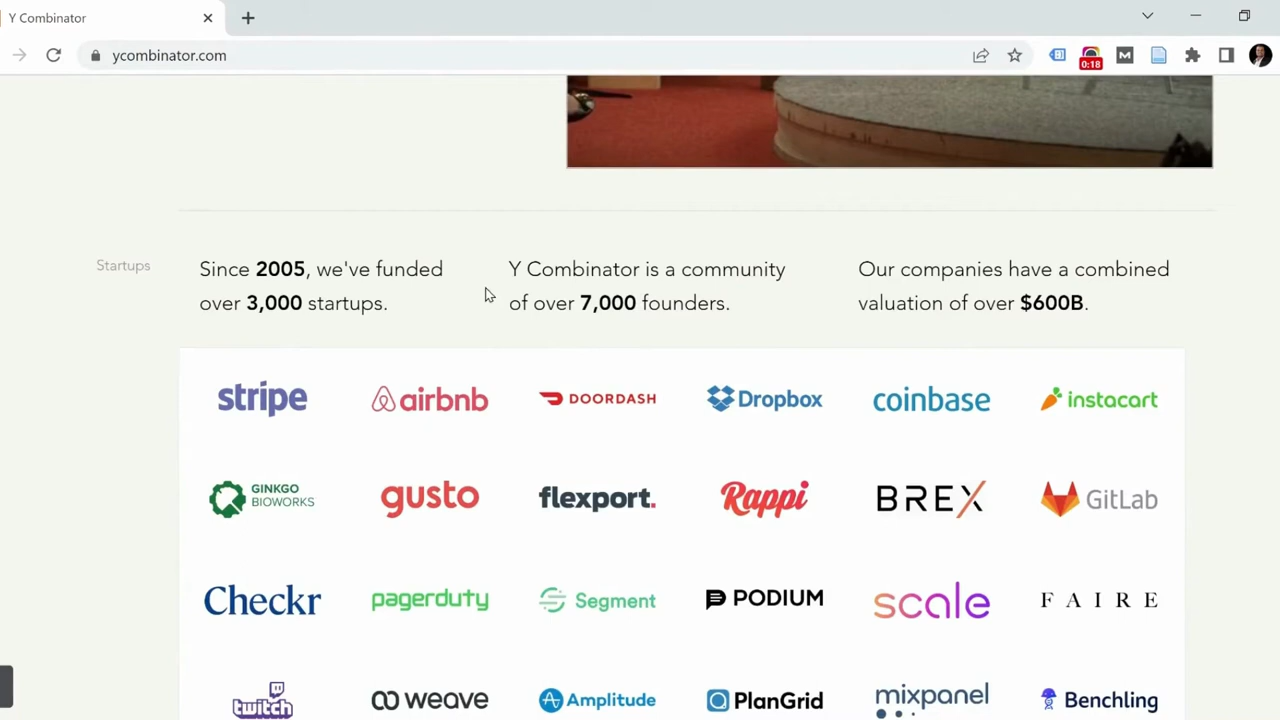 Y Combinator
ycombinator.com
0:18
M
Startups
Since 2005, we've funded
over 3,000 startups.
Y Combinator is a community
of over 7,000 founders.
Our companies have a combined
valuation of over $600B.
stripe airbnb DOORDASH Dropbox coinbase instacart
GINKGO
BIOWORKS
gusto flexport. Rappi BREX GitLab
Checkr pagerduty Segment PODIUM scale FAIRE
twitch weave Amplitude PlanGrid mixpanel Benchling